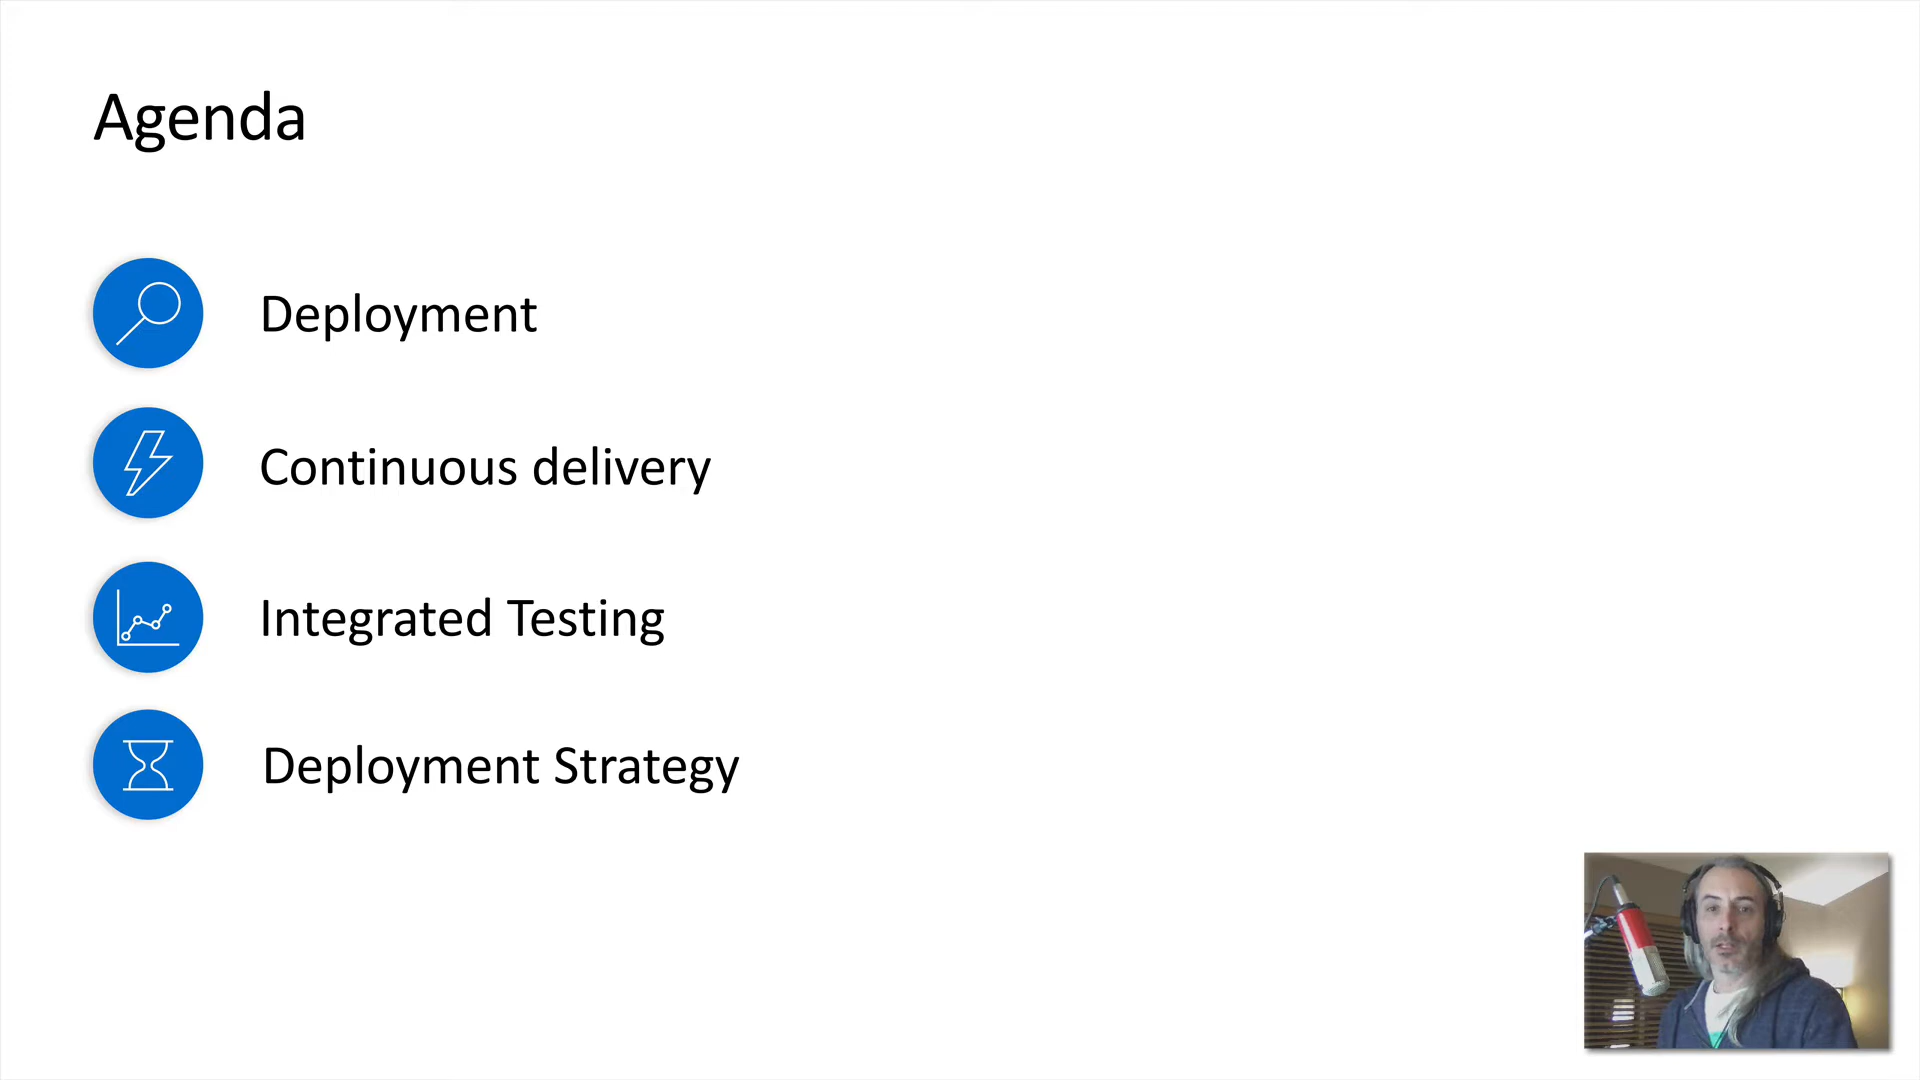 Agenda
Deployment
Continuous delivery
Integrated Testing
Deployment Strategy